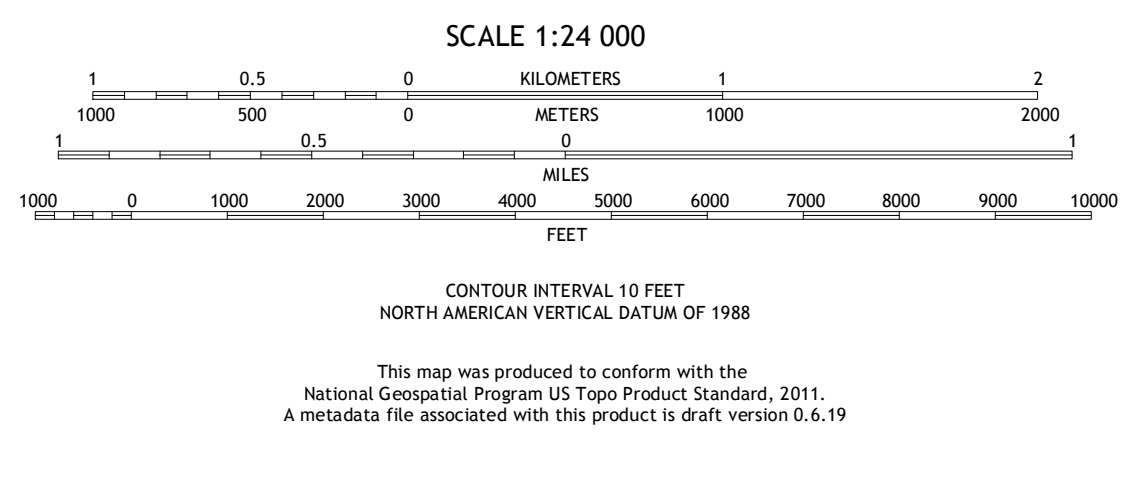 SCALE 1:24 000
1 0.5 0 KILOMETERS 1 2
1000 500 0 METERS 1000 2000
1 0.5 0 1
MILES
1000 0 1000 2000 3000 4000 5000 6000 7000 8000 9000 10000
FEET
CONTOUR INTERVAL 10 FEET
NORTH AMERICAN VERTICAL DATUM OF 1988
This map was produced to conform with the
National Geospatial Program US Topo Product Standard, 2011.
A metadata file associated with this product is draft version 0.6.19